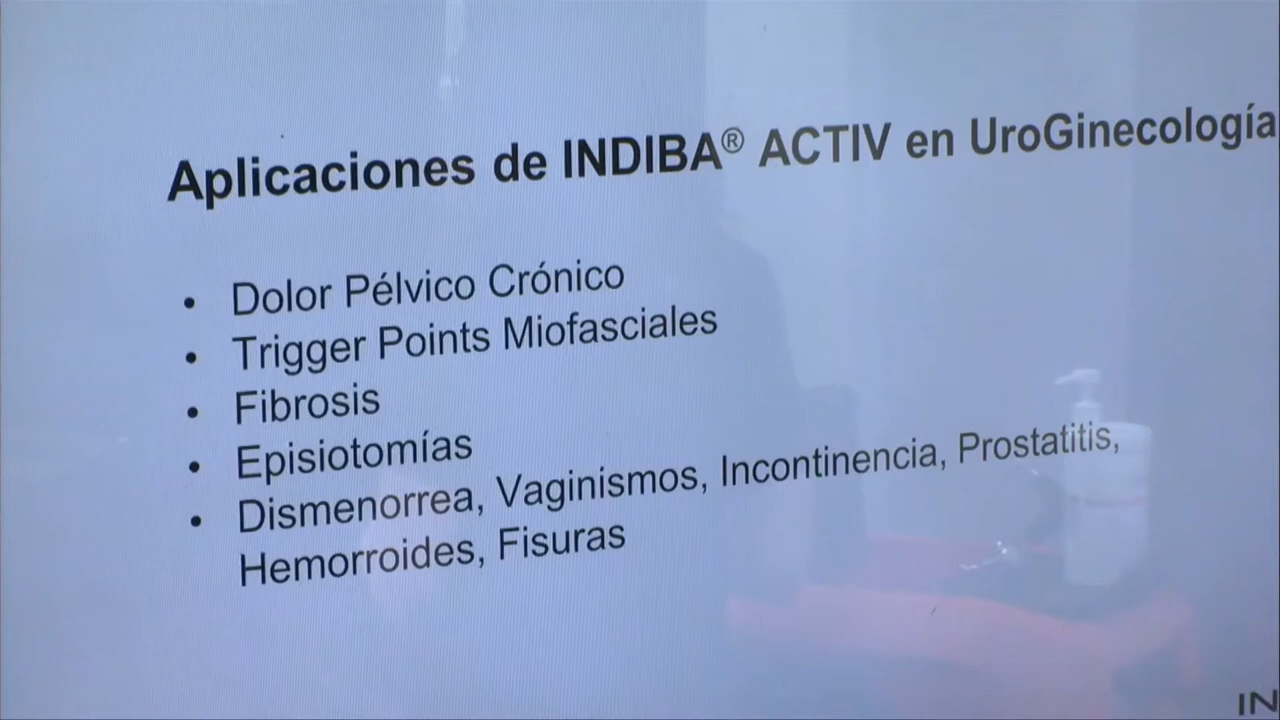 Aplicaciones de INDIBA® ACTIV en UroGinecología
• Dolor Pélvico Crónico
• Trigger Points Miofasciales
• Fibrosis
• Episiotomías
• Dismenorrea, Vaginismos, Incontinencia, Prostatitis,
Hemorroides, Fisuras